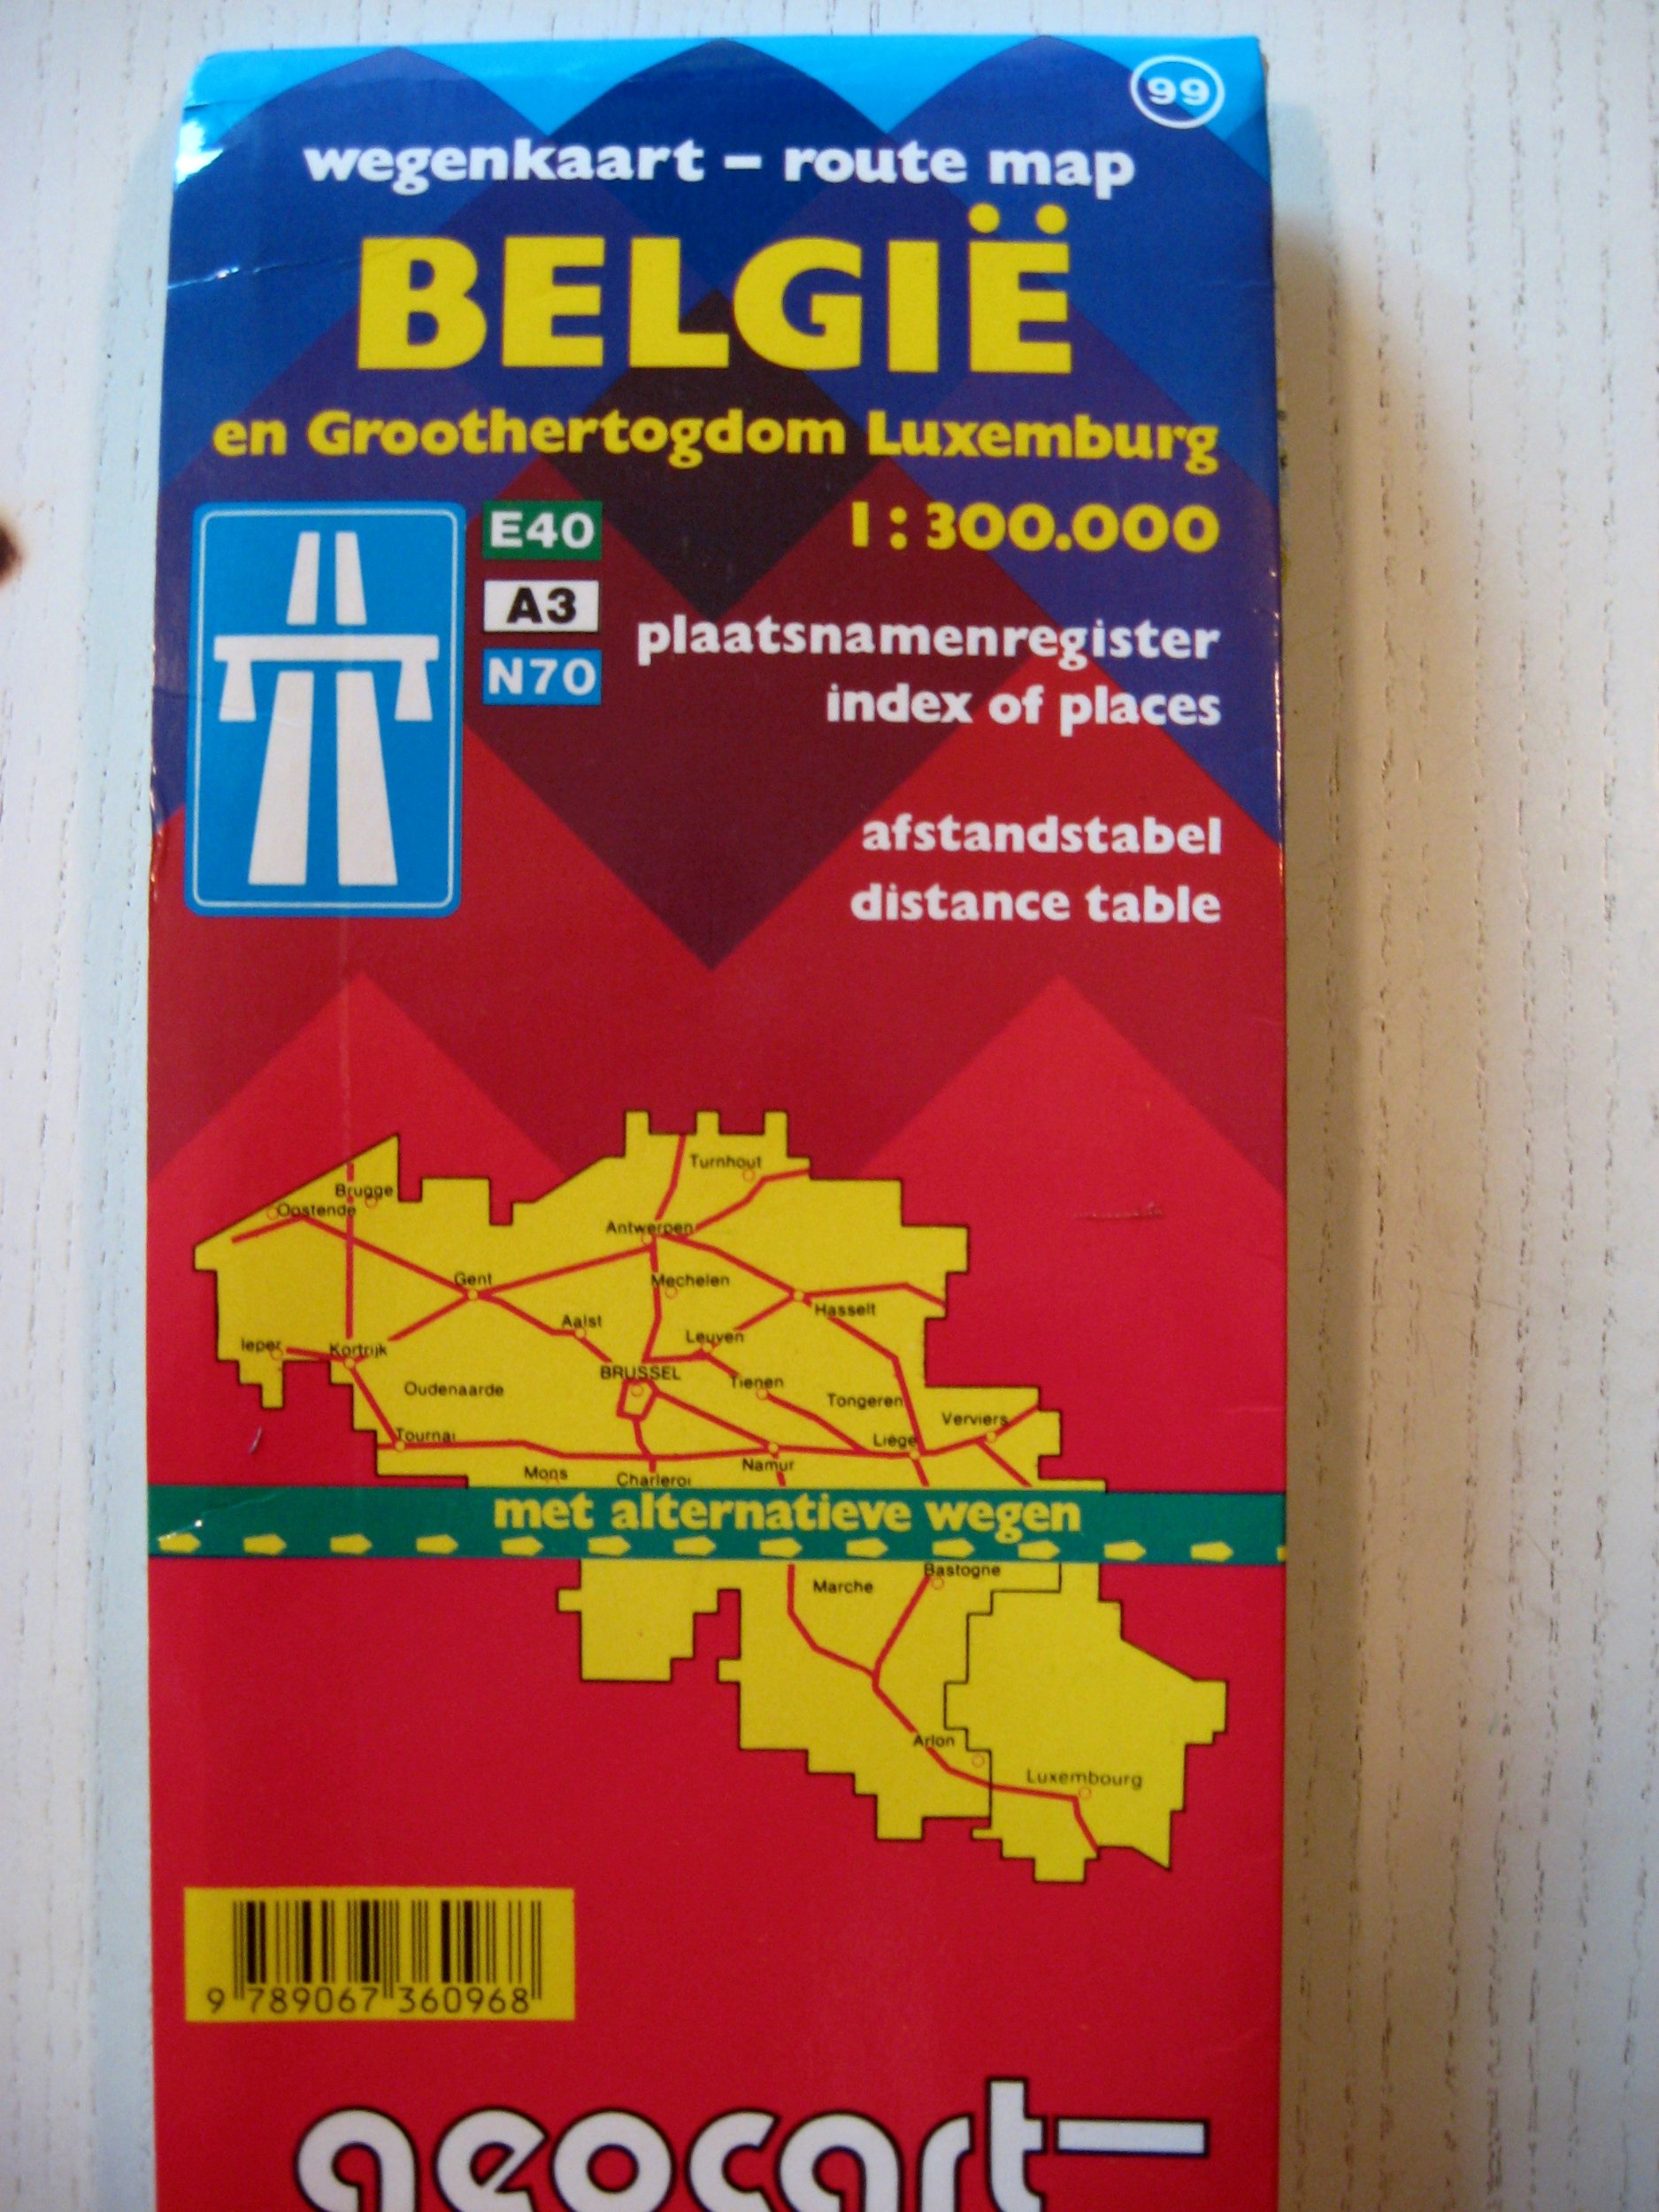 99
wegenkaart – route map
BELGIË
en Groothertogdom Luxemburg
1 : 300.000
E40
A3
N70
plaatsnamenregister
index of places
afstandstabel
distance table
Turnhout
Brugge
Oostende
Antwerpen
Gent
Mechelen
Hasselt
Aalst
Leuven
Ieper
Kortrijk
BRUSSEL
Tienen
Oudenaarde
Tongeren
Verviers
Tournai
Liège
Namur
Mons
Charleroi
met alternatieve wegen
Bastogne
Marche
Arlon
Luxembourg
9 789067 360968
geocart